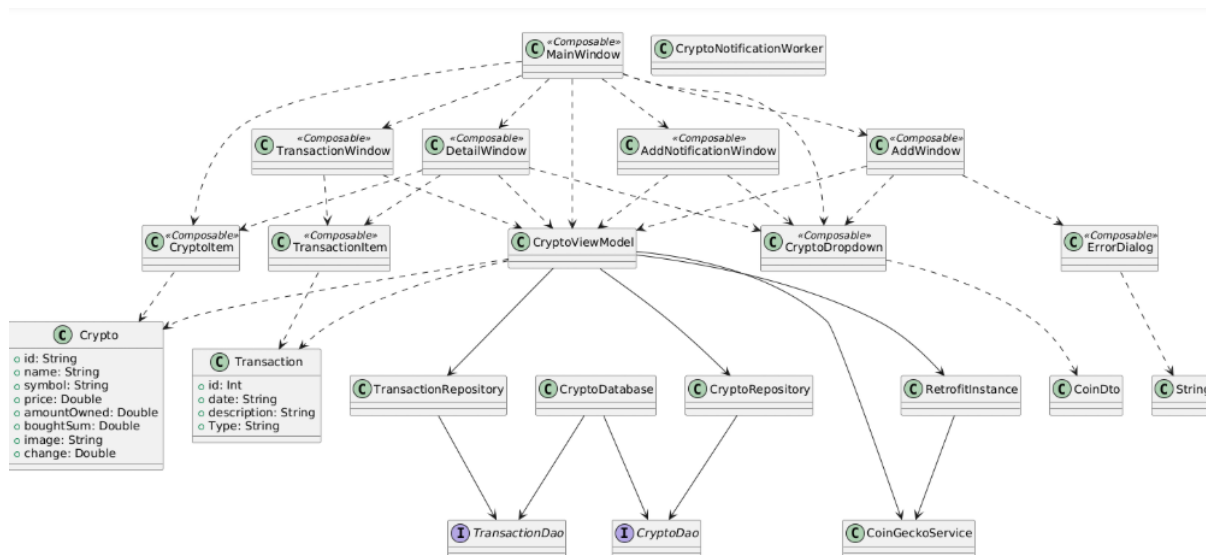 C «Composable»
MainWindow
C CryptoNotificationWorker
C «Composable»
TransactionWindow
C «Composable»
DetailWindow
C «Composable»
AddNotificationWindow
C «Composable»
AddWindow
C «Composable»
CryptoItem
C «Composable»
TransactionItem
C CryptoViewModel
C «Composable»
CryptoDropdown
C «Composable»
ErrorDialog
C Crypto
id: String
name: String
symbol: String
price: Double
amountOwned: Double
boughtSum: Double
image: String
change: Double
C Transaction
id: Int
date: String
description: String
Type: String
C TransactionRepository
C CryptoDatabase
C CryptoRepository
C RetrofitInstance
C CoinDto
C String
I TransactionDao
I CryptoDao
C CoinGeckoService